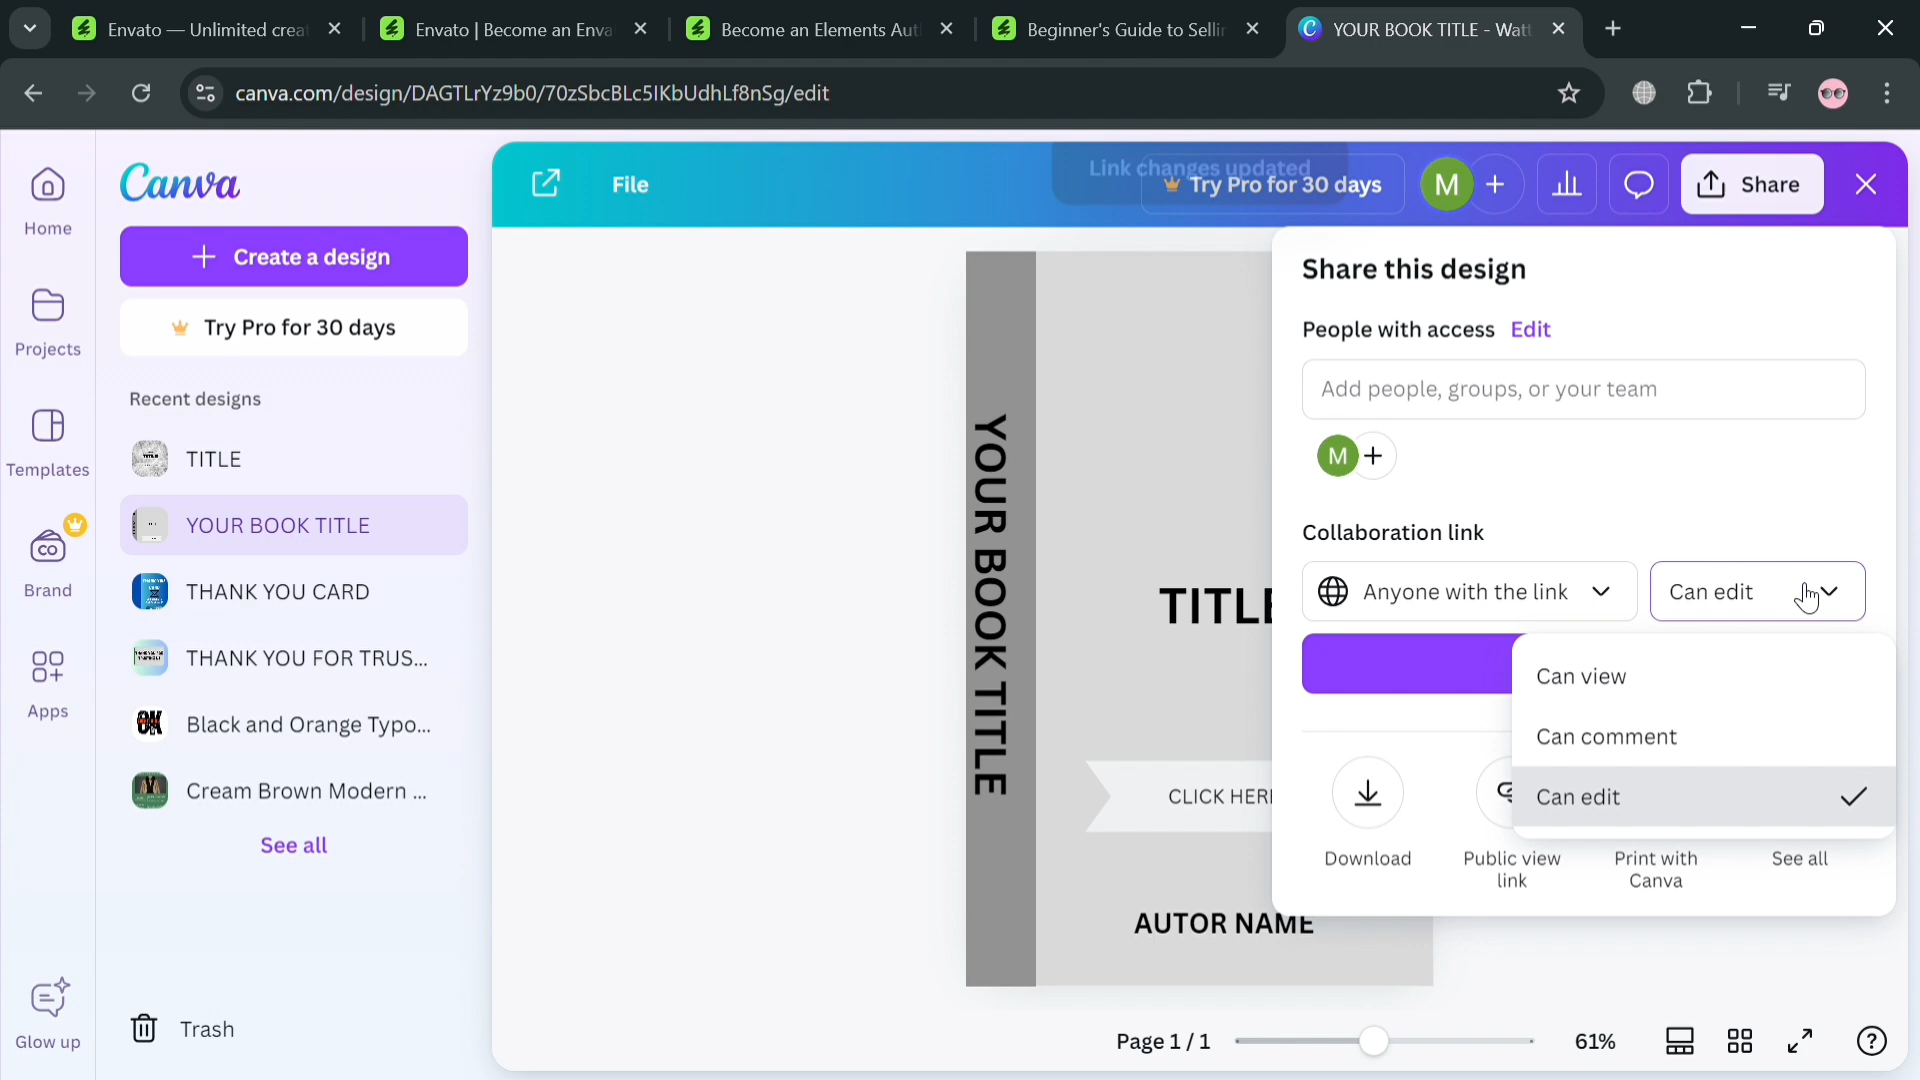 Envato — Unlimited crea
Envato | Become an Enva
Become an Elements Aut
Beginner's Guide to Sellin
YOUR BOOK TITLE - Watt
canva.com/design/DAGTLrYz9b0/70zSbcBLc5IKbUdhLf8nSg/edit
Home
Projects
Templates
Brand
Apps
Glow up
Canva
Create a design
Try Pro for 30 days
Recent designs
TITLE
YOUR BOOK TITLE
THANK YOU CARD
THANK YOU FOR TRUS...
Black and Orange Typo...
Cream Brown Modern ...
See all
Trash
File
Link changes updated
Try Pro for 30 days
M
Share
YOUR BOOK TITLE
TITLE
CLICK HERE
AUTOR NAME
Share this design
People with access Edit
Add people, groups, or your team
M
Collaboration link
Anyone with the link
Can edit
Can view
Can comment
Can edit
Download
Public view
link
Print with
Canva
See all
Page 1 / 1
61%